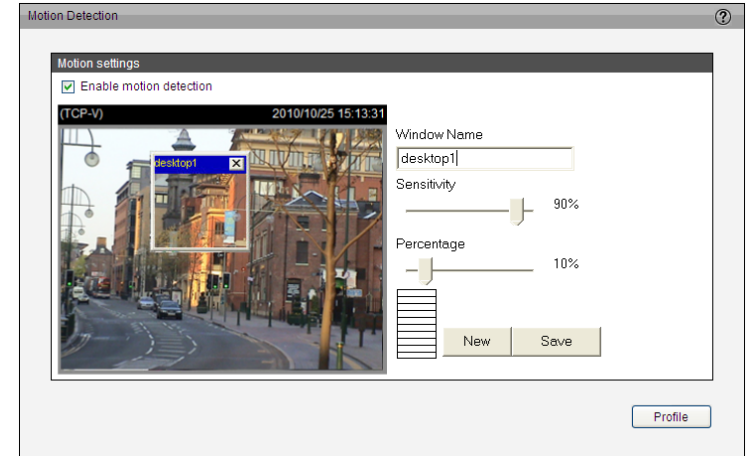 Motion Detection
?
Motion settings
Enable motion detection
(TCP-V) 2010/10/25 15:13:31
desktop1
Window Name
desktop1
Sensitivity
90%
Percentage
10%
New
Save
Profile